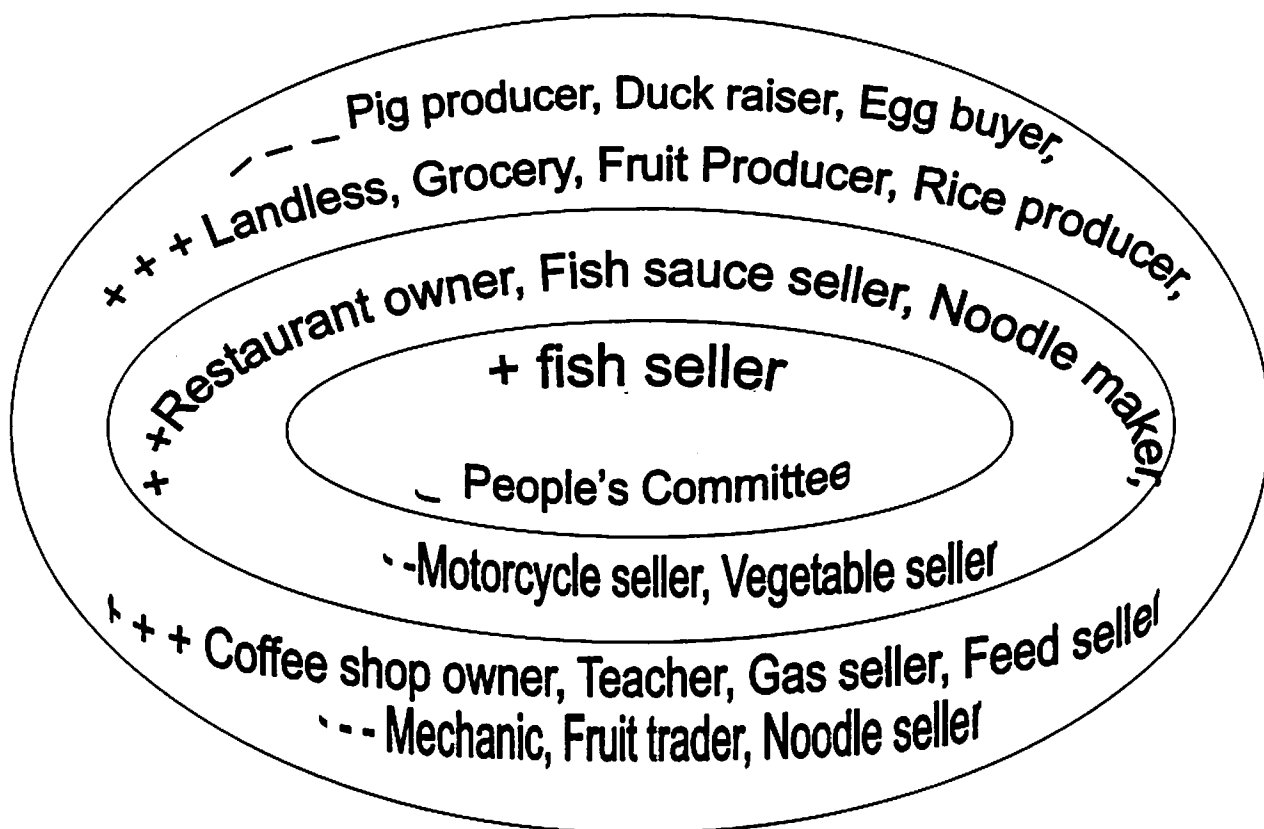 _ _ _ Pig producer, Duck raiser, Egg buyer,
+ + + Landless, Grocery, Fruit Producer, Rice producer,
+ +Restaurant owner, Fish sauce seller, Noodle maker,
+ fish seller
_ People's Committee
--Motorcycle seller, Vegetable seller
+ + + Coffee shop owner, Teacher, Gas seller, Feed seller
--- Mechanic, Fruit trader, Noodle seller